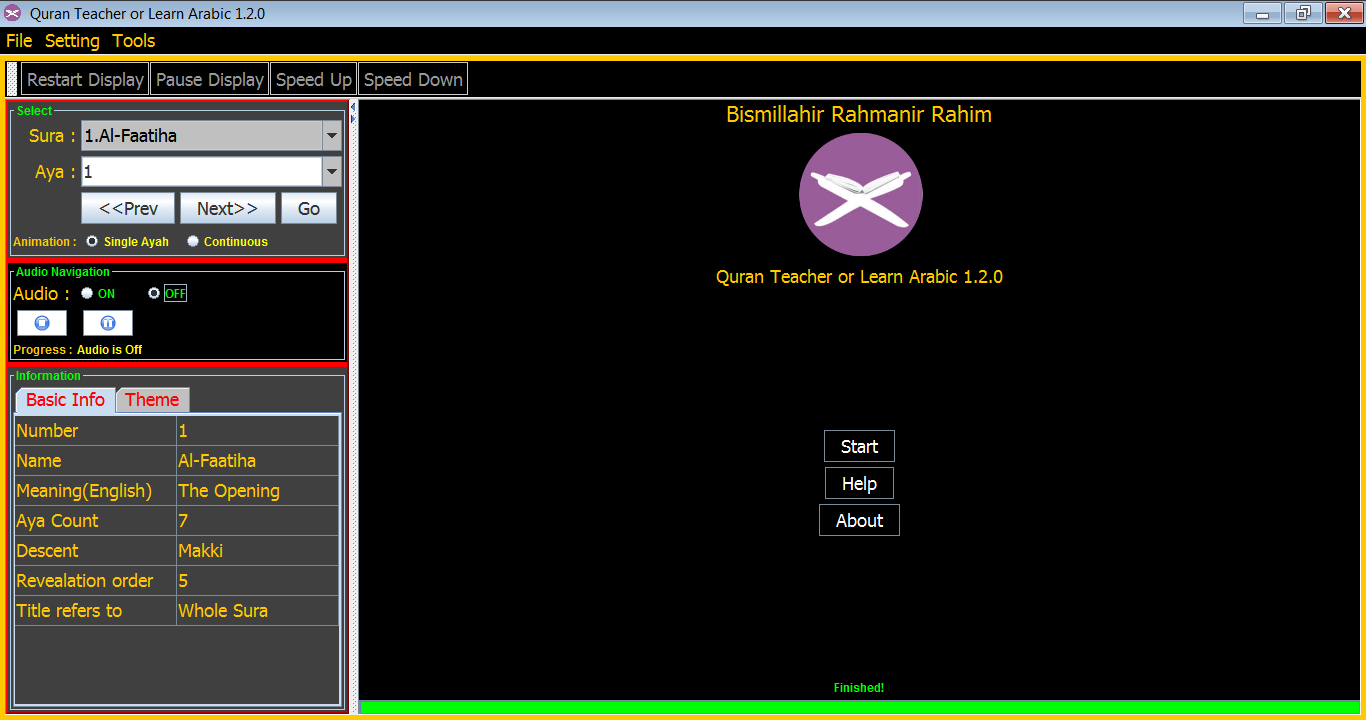 Quran Teacher or Learn Arabic 1.2.0
File Setting Tools
Restart Display Pause Display Speed Up Speed Down
Select
Sura : 1.Al-Faatiha
Aya : 1
<<Prev Next>> Go
Animation : Single Ayah Continuous
Audio Navigation
Audio : ON OFF
Progress : Audio is Off
Information
Basic Info Theme
Number 1
Name Al-Faatiha
Meaning(English) The Opening
Aya Count 7
Descent Makki
Revealation order 5
Title refers to Whole Sura
Bismillahir Rahmanir Rahim
Quran Teacher or Learn Arabic 1.2.0
Start
Help
About
Finished!